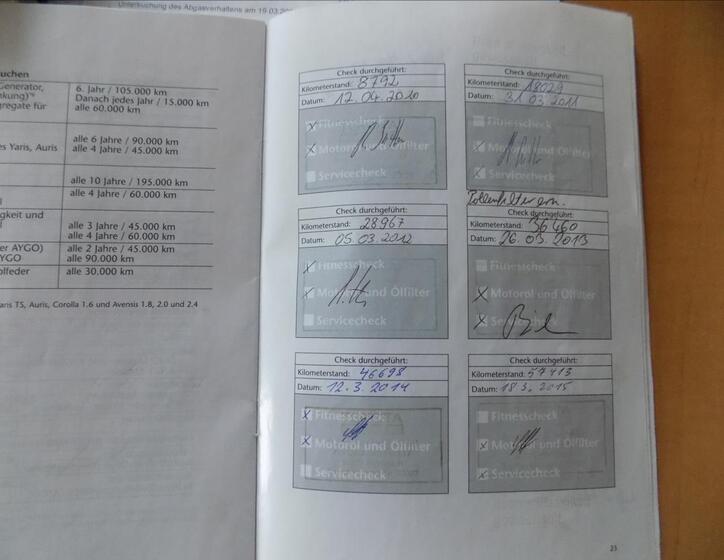 Untersuchung des Abgasverhaltens am 19.03.20
uchen
Generator,
kung)
gregate für
6. Jahr / 105.000 km
Danach jedes Jahr / 15.000 km
alle 60.000 km
es Yaris, Auris
alle 6 Jahre / 90.000 km
alle 4 Jahre / 45.000 km
alle 10 Jahre / 195.000 km
alle 4 Jahre / 60.000 km
gkeit und
alle 3 Jahre / 45.000 km
alle 4 Jahre / 60.000 km
er AYGO)
alle 2 Jahre / 45.000 km
YGO
alle 90.000 km
olfeder
alle 30.000 km
aris TS, Auris, Corolla 1.6 und Avensis 1.8, 2.0 und 2.4
Check durchgeführt:
Kilometerstand: 8792
Datum: 12.04.2010
Fitnesscheck
Motoröl und Ölfilter
Servicecheck
Check durchgeführt:
Kilometerstand: 18029
Datum: 31.03.2011
Fitnesscheck
Motoröl und Ölfilter
Servicecheck
Pollenfilter ern.
Check durchgeführt:
Kilometerstand: 28967
Datum: 05.03.2012
Fitnesscheck
Motoröl und Ölfilter
Servicecheck
Check durchgeführt:
Kilometerstand: 36460
Datum: 26.03.2013
Fitnesscheck
Motoröl und Ölfilter
Servicecheck
Check durchgeführt:
Kilometerstand: 46698
Datum: 12.3.2014
Fitnesscheck
Motoröl und Ölfilter
Servicecheck
Check durchgeführt:
Kilometerstand: 57413
Datum: 18.3.2015
Fitnesscheck
Motoröl und Ölfilter
Servicecheck
23